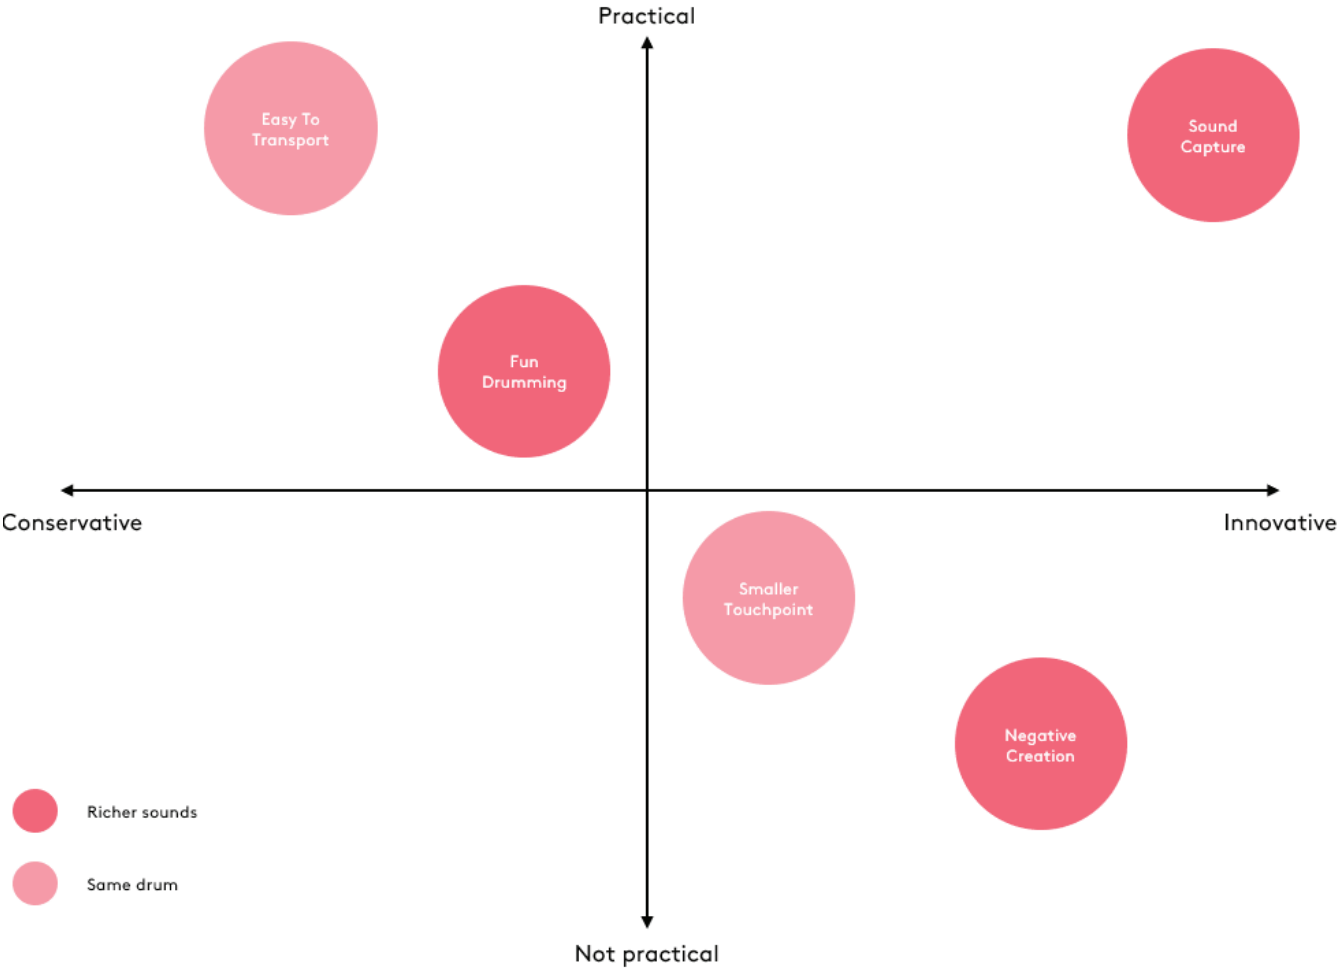 Practical
Easy To
Transport
Sound
Capture
Fun
Drumming
Conservative
Innovative
Smaller
Touchpoint
Negative
Creation
Richer sounds
Same drum
Not practical